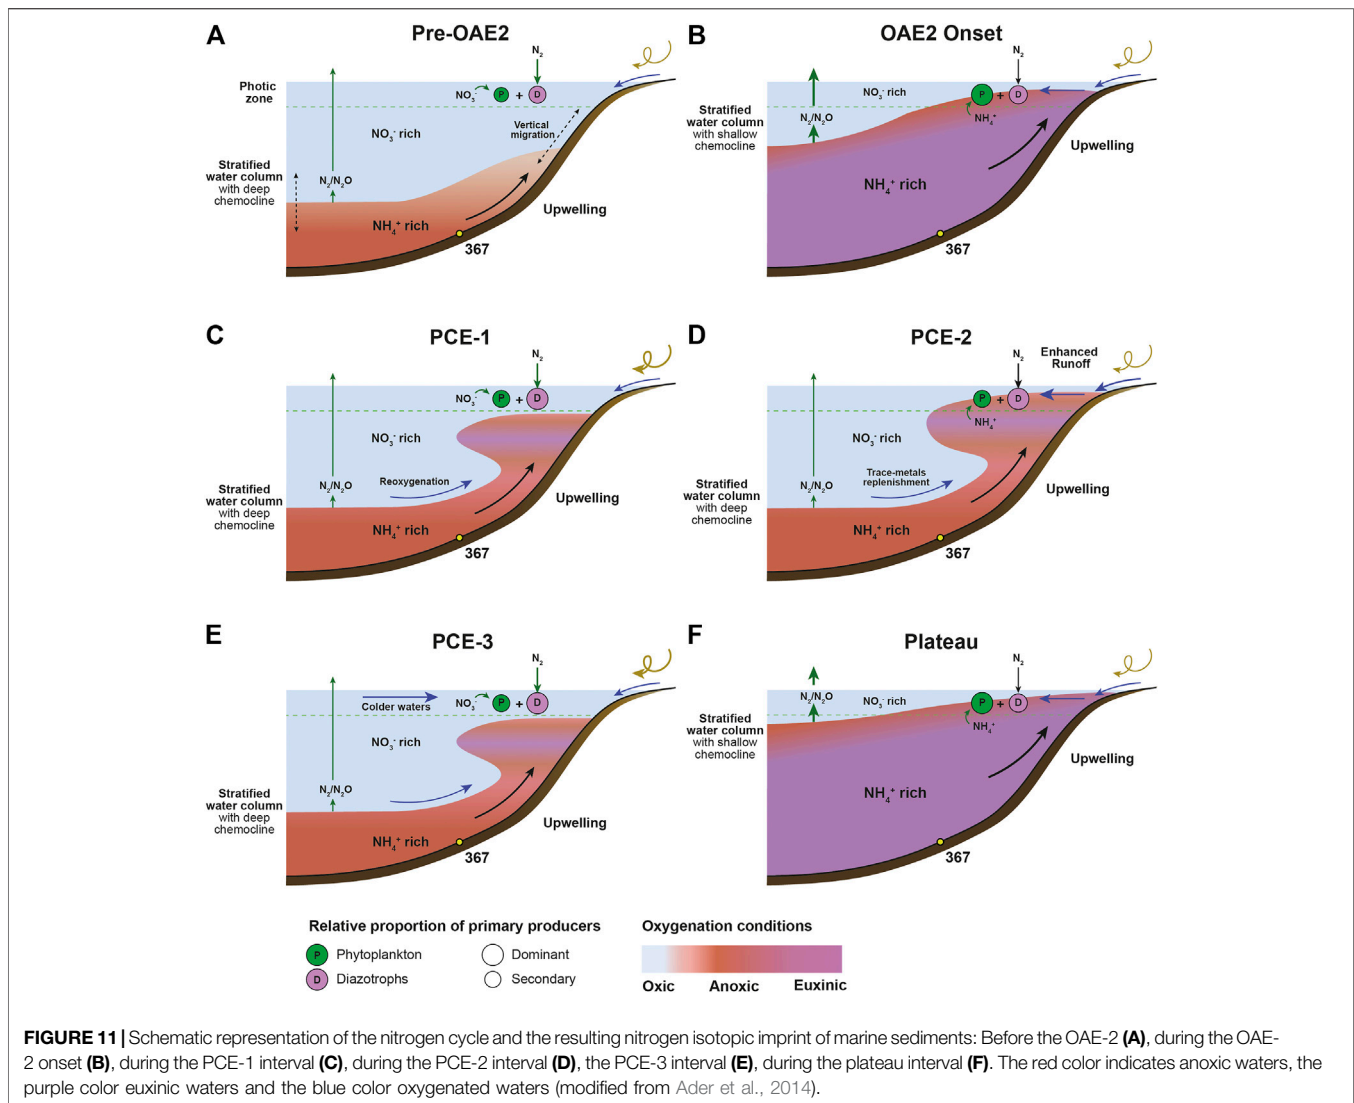 A
Pre-OAE2
N2
Photic
zone
NO3-
P
+
D
NO3- rich
Vertical
migration
Stratified
water column
with deep
chemocline
N2/N2O
Upwelling
NH4+ rich
367
B
OAE2 Onset
N2
NO3- rich
P
+
D
Stratified
water column
with shallow
chemocline
N2/N2O
NH4+
Upwelling
NH4+ rich
367
C
PCE-1
N2
NO3-
P
+
D
NO3- rich
Reoxygenation
Stratified
water column
with deep
chemocline
N2/N2O
Upwelling
NH4+ rich
367
D
PCE-2
N2
Enhanced
Runoff
P
+
D
NH4+
NO3- rich
Trace-metals
replenishment
Stratified
water column
with deep
chemocline
N2/N2O
Upwelling
NH4+ rich
367
E
PCE-3
N2
Colder waters
NO3-
P
+
D
NO3- rich
Stratified
water column
with deep
chemocline
N2/N2O
Upwelling
NH4+ rich
367
F
Plateau
N2
N2/N2O
NO3- rich
P
+
D
NH4+
Stratified
water column
with shallow
chemocline
Upwelling
NH4+ rich
367
Relative proportion of primary producers
P Phytoplankton
Dominant
D Diazotrophs
Secondary
Oxygenation conditions
Oxic Anoxic Euxinic
FIGURE 11 | Schematic representation of the nitrogen cycle and the resulting nitrogen isotopic imprint of marine sediments: Before the OAE-2 (A), during the OAE-
2 onset (B), during the PCE-1 interval (C), during the PCE-2 interval (D), the PCE-3 interval (E), during the plateau interval (F). The red color indicates anoxic waters, the
purple color euxinic waters and the blue color oxygenated waters (modified from Ader et al., 2014).